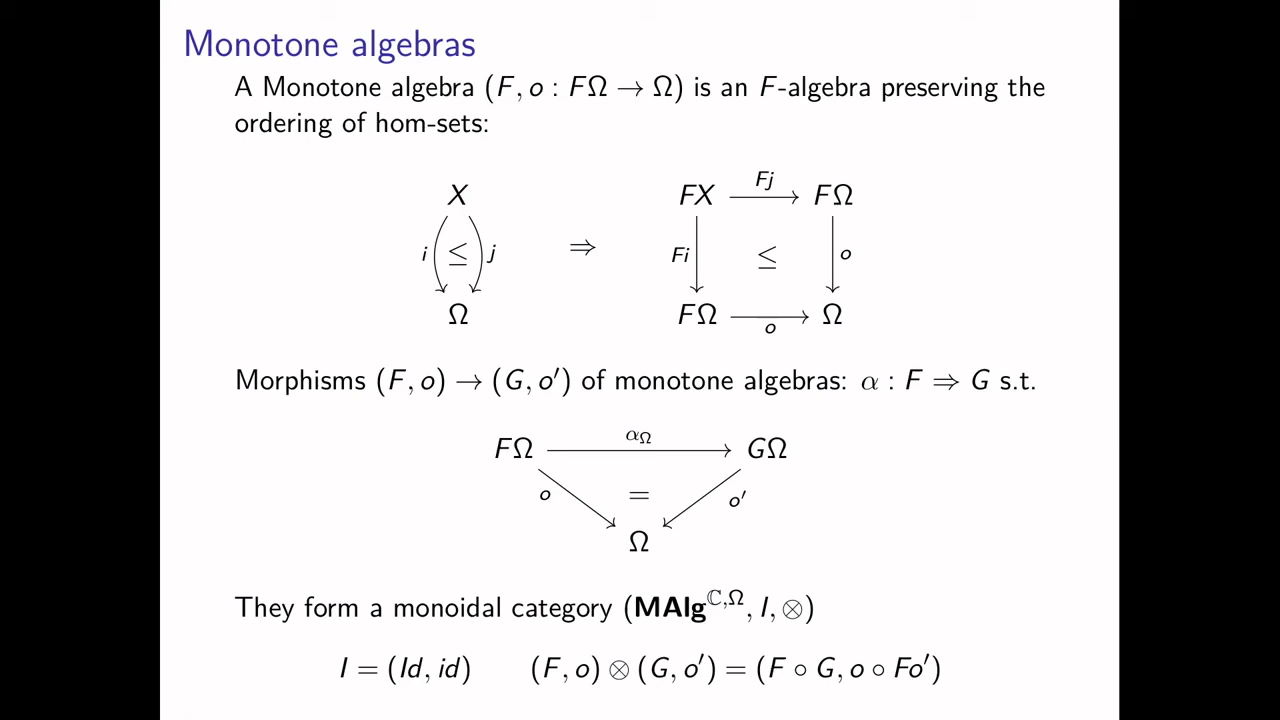 Monotone algebras
A Monotone algebra (F, o : FΩ → Ω) is an F-algebra preserving the
ordering of hom-sets:
X
i ≤ j
Ω
⇒
FX Fj FΩ
Fi ≤ o
FΩ o Ω
Morphisms (F, o) → (G, o′) of monotone algebras: α : F ⇒ G s.t.
FΩ α_Ω GΩ
o = o′
Ω
They form a monoidal category (MAlg^{ℂ,Ω}, I, ⊗)
I = (Id, id) (F, o) ⊗ (G, o′) = (F ∘ G, o ∘ Fo′)